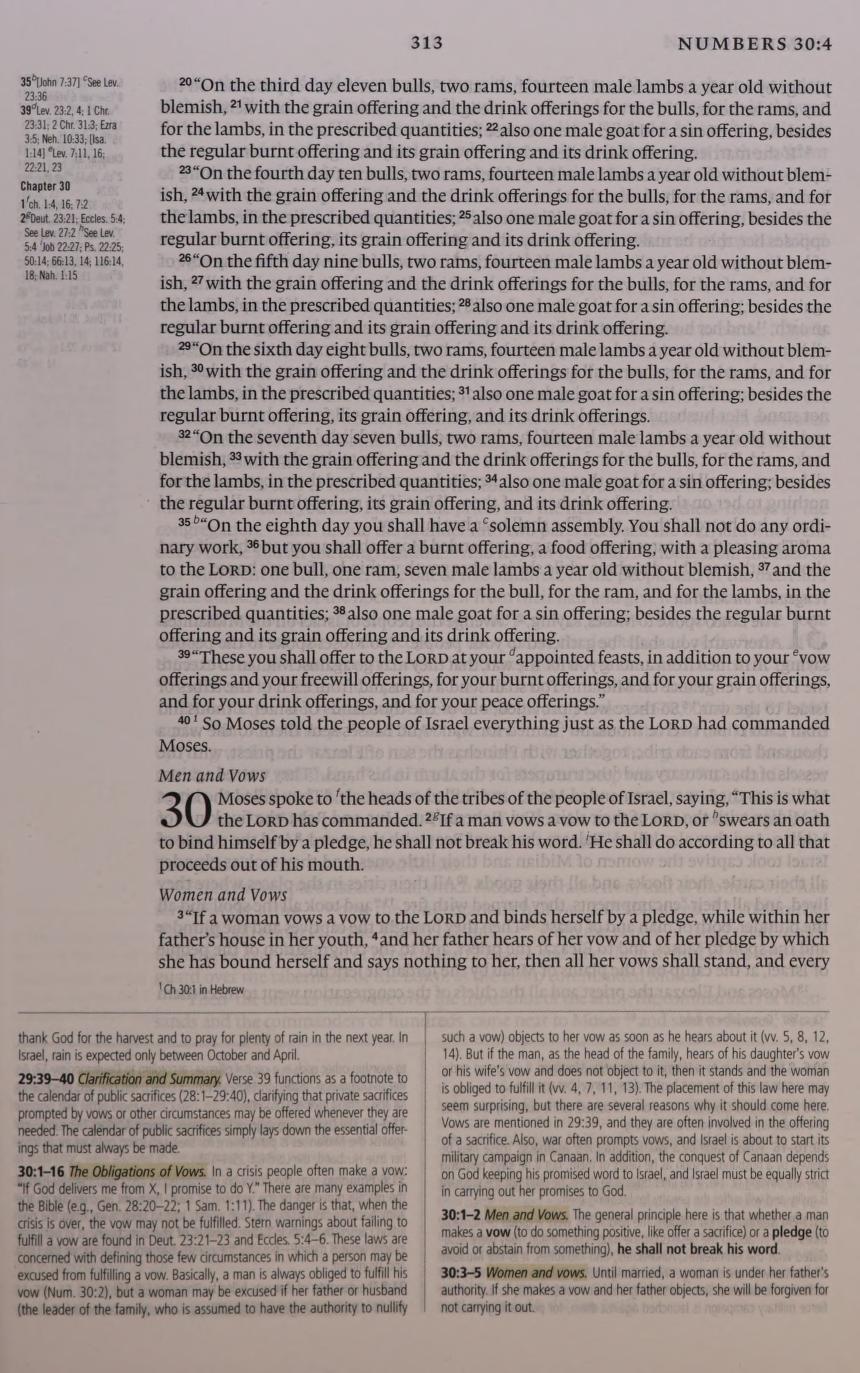 313
NUMBERS 30:4
35ᵇ[John 7:37] ᶜSee Lev.
23:36
39ᵈLev. 23:2, 4; 1 Chr.
23:31; 2 Chr. 31:3; Ezra
3:5; Neh. 10:33; [Isa.
1:14] ᵉLev. 7:11, 16;
22:21, 23
Chapter 30
1ᶠch. 1:4, 16; 7:2
2ᵍDeut. 23:21; Eccles. 5:4;
See Lev. 27:2 ʰSee Lev.
5:4 ⁱJob 22:27; Ps. 22:25;
50:14; 66:13, 14; 116:14,
18; Nah. 1:15
20 “On the third day eleven bulls, two rams, fourteen male lambs a year old without
blemish, 21 with the grain offering and the drink offerings for the bulls, for the rams, and
for the lambs, in the prescribed quantities; 22 also one male goat for a sin offering, besides
the regular burnt offering and its grain offering and its drink offering.
23 “On the fourth day ten bulls, two rams, fourteen male lambs a year old without blem-
ish, 24 with the grain offering and the drink offerings for the bulls, for the rams, and for
the lambs, in the prescribed quantities; 25 also one male goat for a sin offering, besides the
regular burnt offering, its grain offering and its drink offering.
26 “On the fifth day nine bulls, two rams, fourteen male lambs a year old without blem-
ish, 27 with the grain offering and the drink offerings for the bulls, for the rams, and for
the lambs, in the prescribed quantities; 28 also one male goat for a sin offering; besides the
regular burnt offering and its grain offering and its drink offering.
29 “On the sixth day eight bulls, two rams, fourteen male lambs a year old without blem-
ish, 30 with the grain offering and the drink offerings for the bulls, for the rams, and for
the lambs, in the prescribed quantities; 31 also one male goat for a sin offering; besides the
regular burnt offering, its grain offering, and its drink offerings.
32 “On the seventh day seven bulls, two rams, fourteen male lambs a year old without
blemish, 33 with the grain offering and the drink offerings for the bulls, for the rams, and
for the lambs, in the prescribed quantities; 34 also one male goat for a sin offering; besides
the regular burnt offering, its grain offering, and its drink offering.
35 ᵇ“On the eighth day you shall have a ᶜsolemn assembly. You shall not do any ordi-
nary work, 36 but you shall offer a burnt offering, a food offering, with a pleasing aroma
to the LORD: one bull, one ram, seven male lambs a year old without blemish, 37 and the
grain offering and the drink offerings for the bull, for the ram, and for the lambs, in the
prescribed quantities; 38 also one male goat for a sin offering; besides the regular burnt
offering and its grain offering and its drink offering.
39 “These you shall offer to the LORD at your ᵈappointed feasts, in addition to your ᵉvow
offerings and your freewill offerings, for your burnt offerings, and for your grain offerings,
and for your drink offerings, and for your peace offerings.”
40 ¹ So Moses told the people of Israel everything just as the LORD had commanded
Moses.
Men and Vows
30 Moses spoke to ᶠthe heads of the tribes of the people of Israel, saying, “This is what
the LORD has commanded. 2 ᵍIf a man vows a vow to the LORD, or ʰswears an oath
to bind himself by a pledge, he shall not break his word. ⁱHe shall do according to all that
proceeds out of his mouth.
Women and Vows
3 “If a woman vows a vow to the LORD and binds herself by a pledge, while within her
father’s house in her youth, 4 and her father hears of her vow and of her pledge by which
she has bound herself and says nothing to her, then all her vows shall stand, and every
¹ Ch 30:1 in Hebrew
thank God for the harvest and to pray for plenty of rain in the next year. In
Israel, rain is expected only between October and April.
29:39–40 Clarification and Summary. Verse 39 functions as a footnote to
the calendar of public sacrifices (28:1–29:40), clarifying that private sacrifices
prompted by vows or other circumstances may be offered whenever they are
needed. The calendar of public sacrifices simply lays down the essential offer-
ings that must always be made.
30:1–16 The Obligations of Vows. In a crisis people often make a vow:
“If God delivers me from X, I promise to do Y.” There are many examples in
the Bible (e.g., Gen. 28:20–22; 1 Sam. 1:11). The danger is that, when the
crisis is over, the vow may not be fulfilled. Stern warnings about failing to
fulfill a vow are found in Deut. 23:21–23 and Eccles. 5:4–6. These laws are
concerned with defining those few circumstances in which a person may be
excused from fulfilling a vow. Basically, a man is always obliged to fulfill his
vow (Num. 30:2), but a woman may be excused if her father or husband
(the leader of the family, who is assumed to have the authority to nullify
such a vow) objects to her vow as soon as he hears about it (vv. 5, 8, 12,
14). But if the man, as the head of the family, hears of his daughter’s vow
or his wife’s vow and does not object to it, then it stands and the woman
is obliged to fulfill it (vv. 4, 7, 11, 13). The placement of this law here may
seem surprising, but there are several reasons why it should come here.
Vows are mentioned in 29:39, and they are often involved in the offering
of a sacrifice. Also, war often prompts vows, and Israel is about to start its
military campaign in Canaan. In addition, the conquest of Canaan depends
on God keeping his promised word to Israel, and Israel must be equally strict
in carrying out her promises to God.
30:1–2 Men and Vows. The general principle here is that whether a man
makes a vow (to do something positive, like offer a sacrifice) or a pledge (to
avoid or abstain from something), he shall not break his word.
30:3–5 Women and vows. Until married, a woman is under her father’s
authority. If she makes a vow and her father objects, she will be forgiven for
not carrying it out.